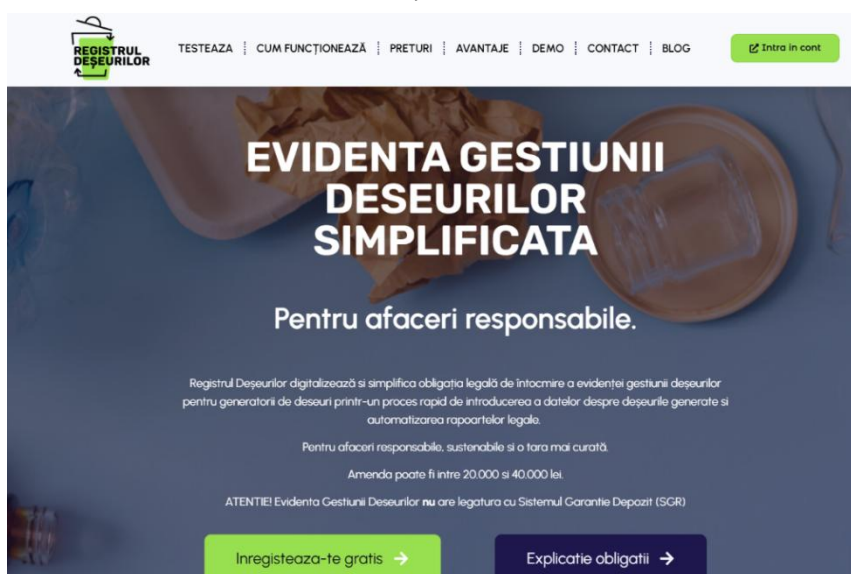 REGISTRUL
DEȘEURILOR
TESTEAZA
CUM FUNCȚIONEAZĂ
PRETURI
AVANTAJE
DEMO
CONTACT
BLOG
Intra in cont
EVIDENTA GESTIUNII
DESEURILOR
SIMPLIFICATA
Pentru afaceri responsabile.
Registrul Deșeurilor digitalizează si simplifica obligația legală de întocmire a evidenței gestiunii deșeurilor
pentru generatorii de deseuri printr-un proces rapid de introducerea a datelor despre deșeurile generate si
automatizarea rapoartelor legale.
Pentru afaceri responsabile, sustenabile si o tara mai curată.
Amenda poate fi intre 20.000 si 40.000 lei.
ATENTIE! Evidenta Gestiunii Deseurilor nu are legatura cu Sistemul Garantie Depozit (SGR)
Inregisteaza-te gratis
Explicatie obligatii